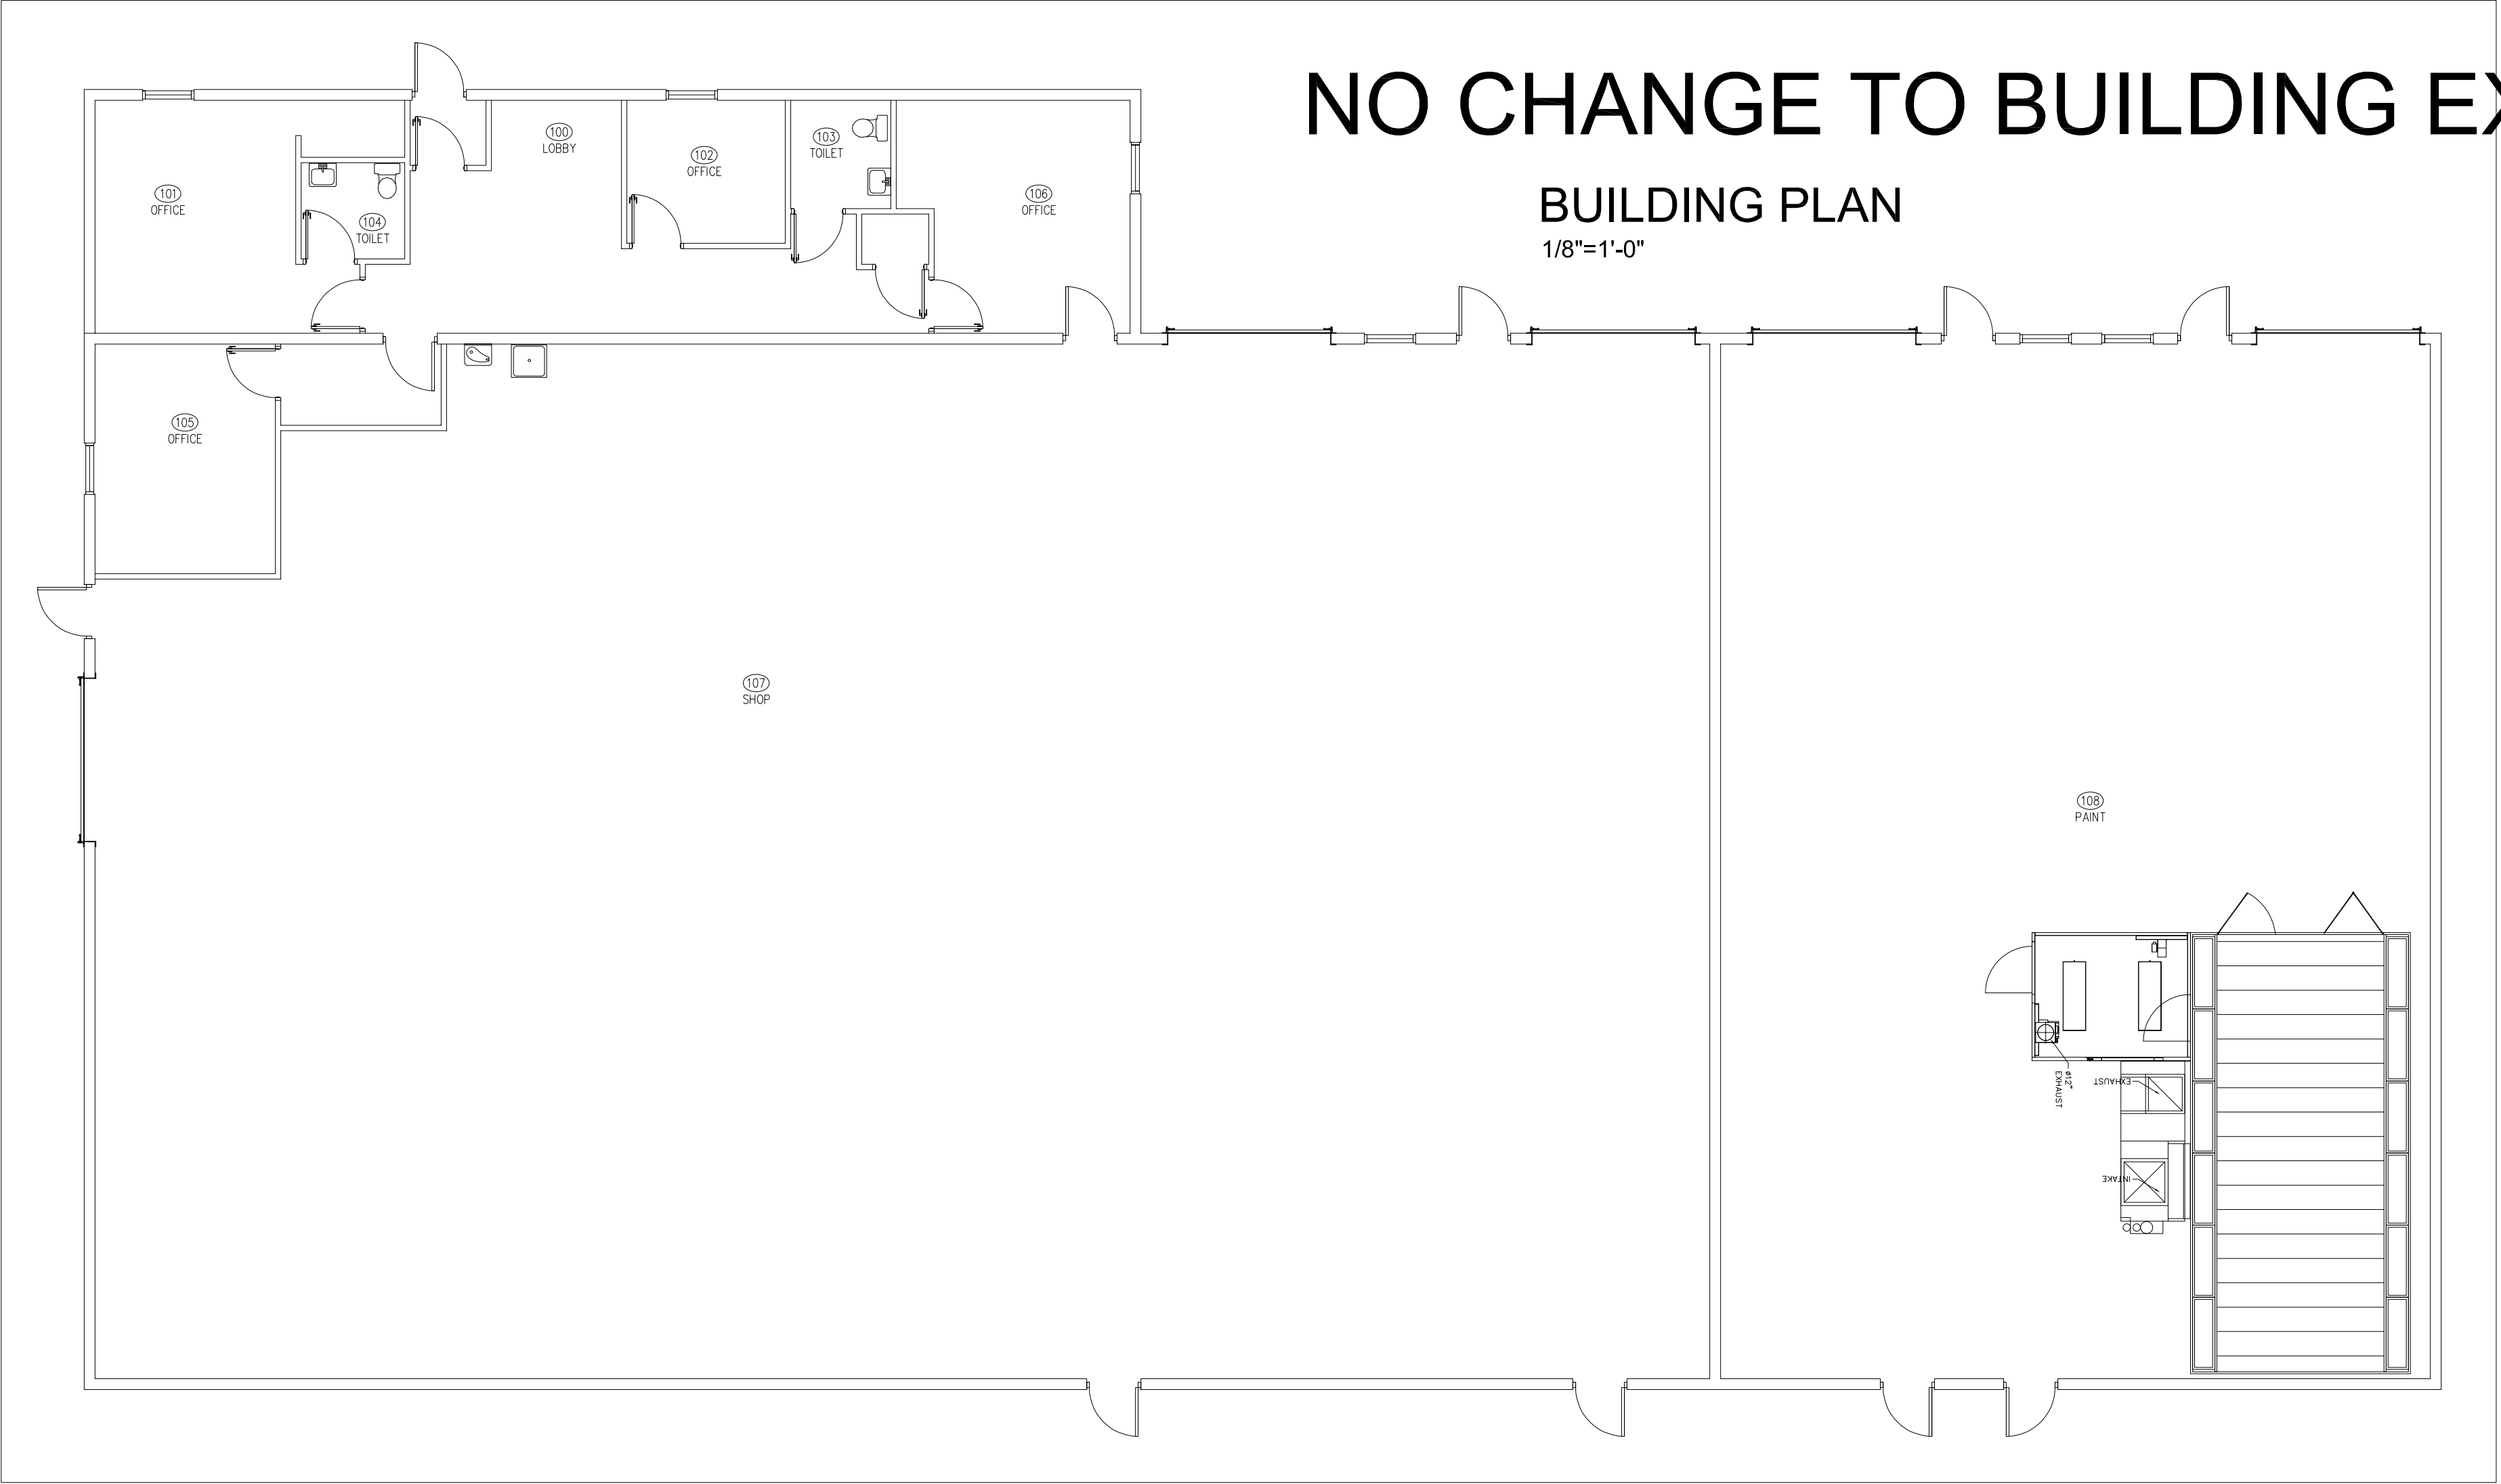 NO CHANGE TO BUILDING
BUILDING PLAN
1/8"=1'-0"
100
LOBBY
103
TOILET
102
OFFICE
101
OFFICE
106
OFFICE
104
TOILET
105
OFFICE
107
SHOP
108
PAINT
ø12"
EXHAUST
EXHAUST
INTAKE